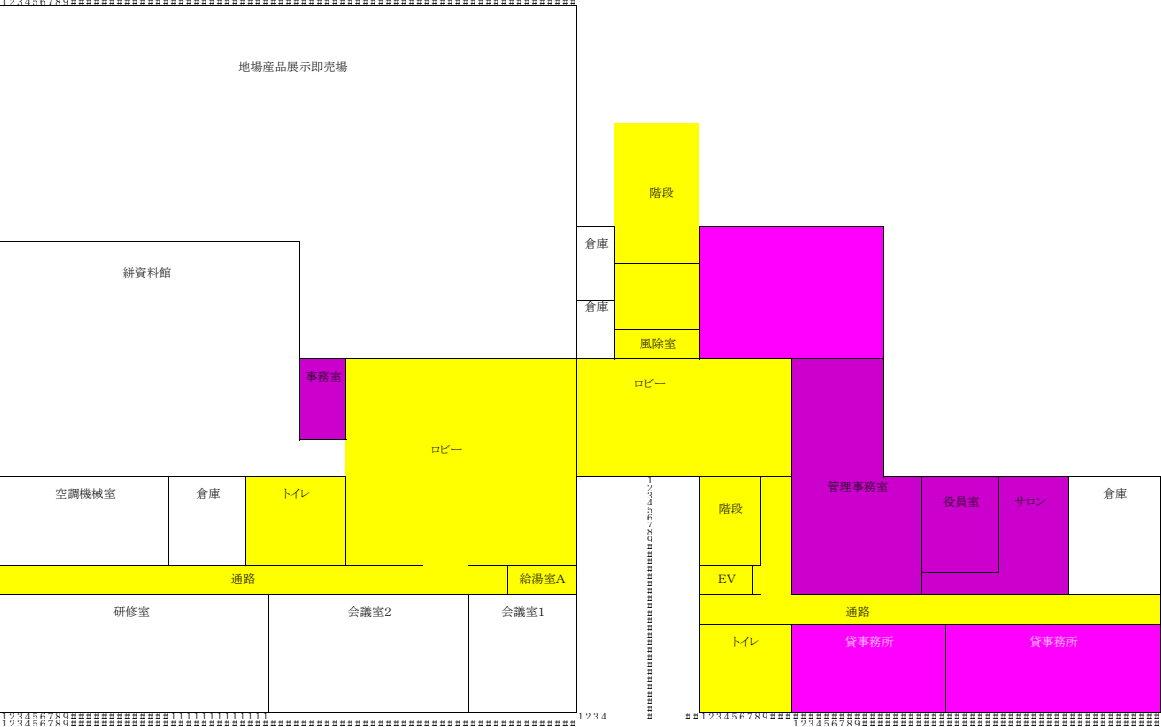 地場産品展示即売場
階段
倉庫
絣資料館
倉庫
風除室
事務室
ロビー
ロビー
管理事務室
空調機械室
倉庫
トイレ
階段
役員室
サロン
倉庫
通路
給湯室A
EV
研修室
会議室2
会議室1
通路
トイレ
貸事務所
貸事務所